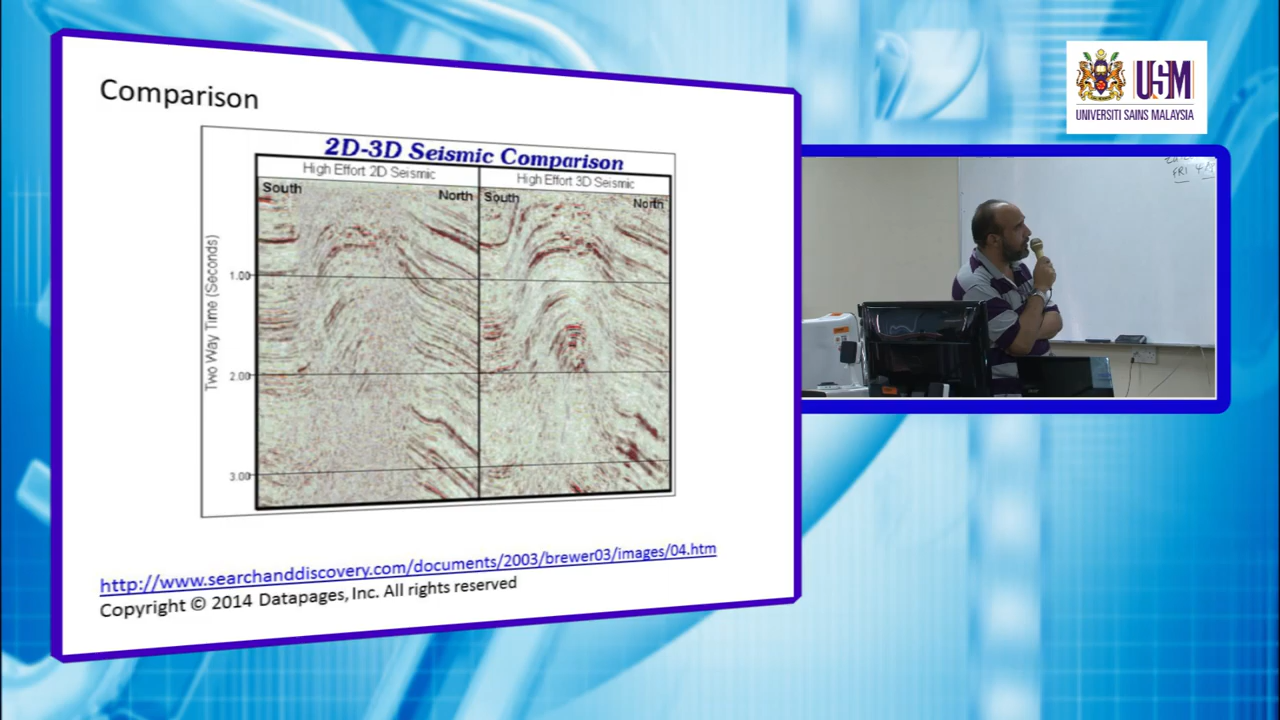 Comparison
2D-3D Seismic Comparison
High Effort 2D Seismic
High Effort 3D Seismic
South
North
South
North
Two Way Time (Seconds)
1.00
2.00
3.00
http://www.searchanddiscovery.com/documents/2003/brewer03/images/04.htm
Copyright © 2014 Datapages, Inc. All rights reserved
USM
UNIVERSITI SAINS MALAYSIA
FRI